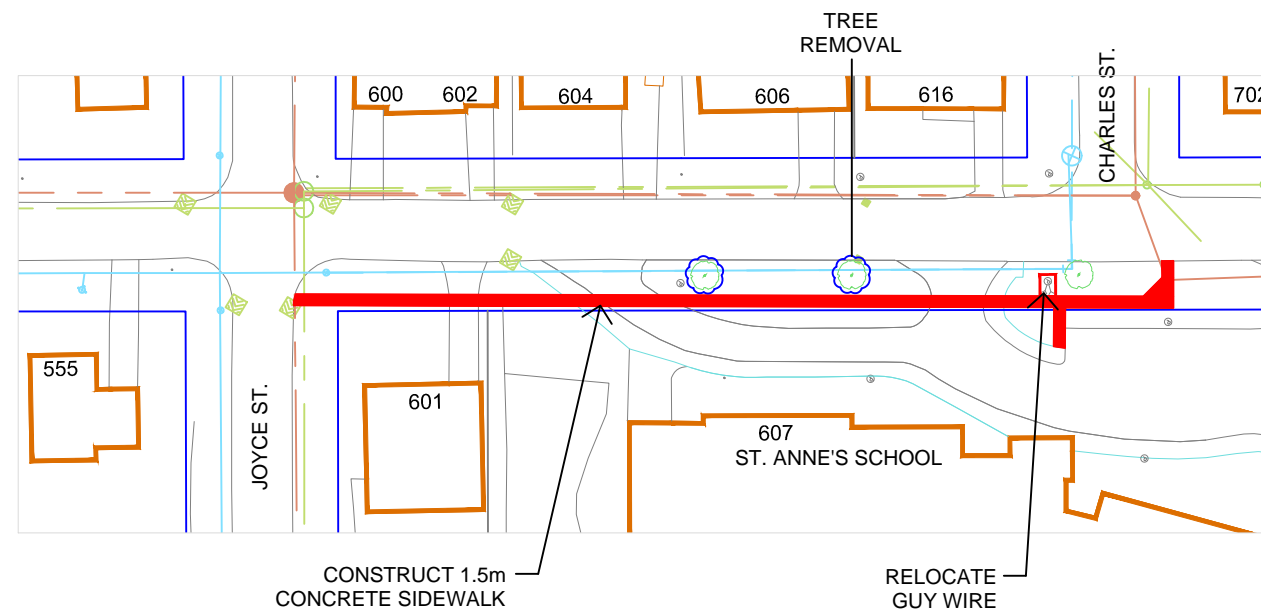 TREE
REMOVAL
CHARLES ST.
600
602
604
606
616
702
555
JOYCE ST.
601
607
ST. ANNE'S SCHOOL
CONSTRUCT 1.5m
CONCRETE SIDEWALK
RELOCATE
GUY WIRE